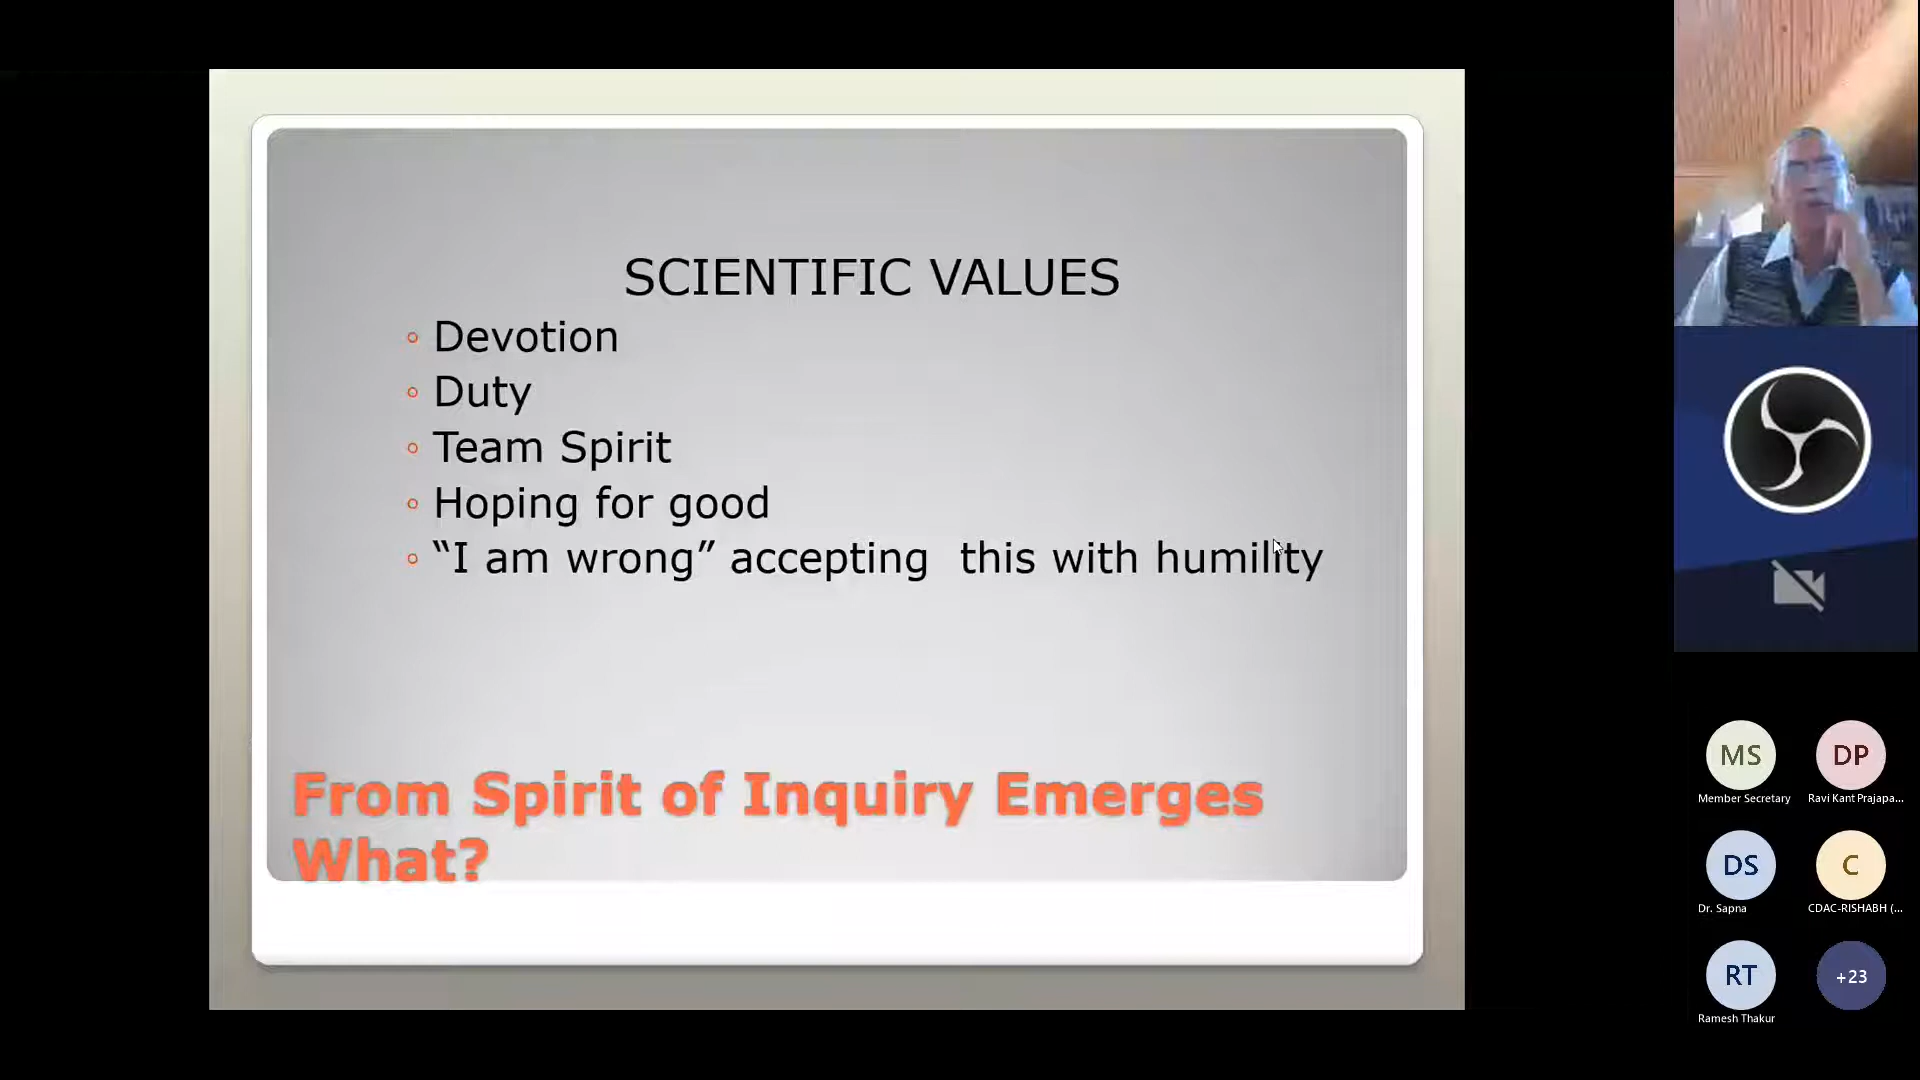 SCIENTIFIC VALUES
Devotion
Duty
Team Spirit
Hoping for good
“I am wrong” accepting  this with humility
From Spirit of Inquiry Emerges
What?
MS
DP
Member Secretary
Ravi Kant Prajapa...
DS
C
Dr. Sapna
CDAC-RISHABH (...
RT
+23
Ramesh Thakur